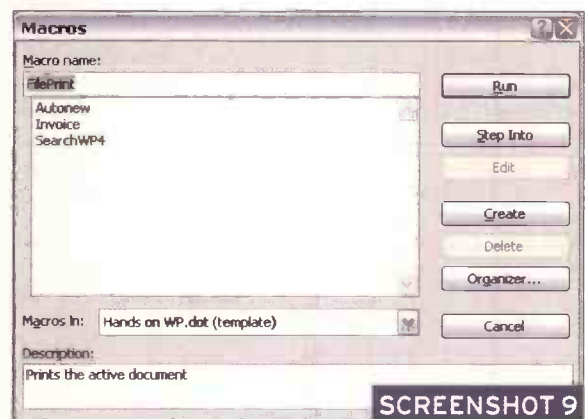 Macros
Macro name:
FilePrint
Autonew
Invoice
SearchWP4
Run
Step Into
Edit
Create
Delete
Organizer...
Cancel
Macros In: Hands on WP.dot (template)
Description:
Prints the active document
SCREENSHOT 9